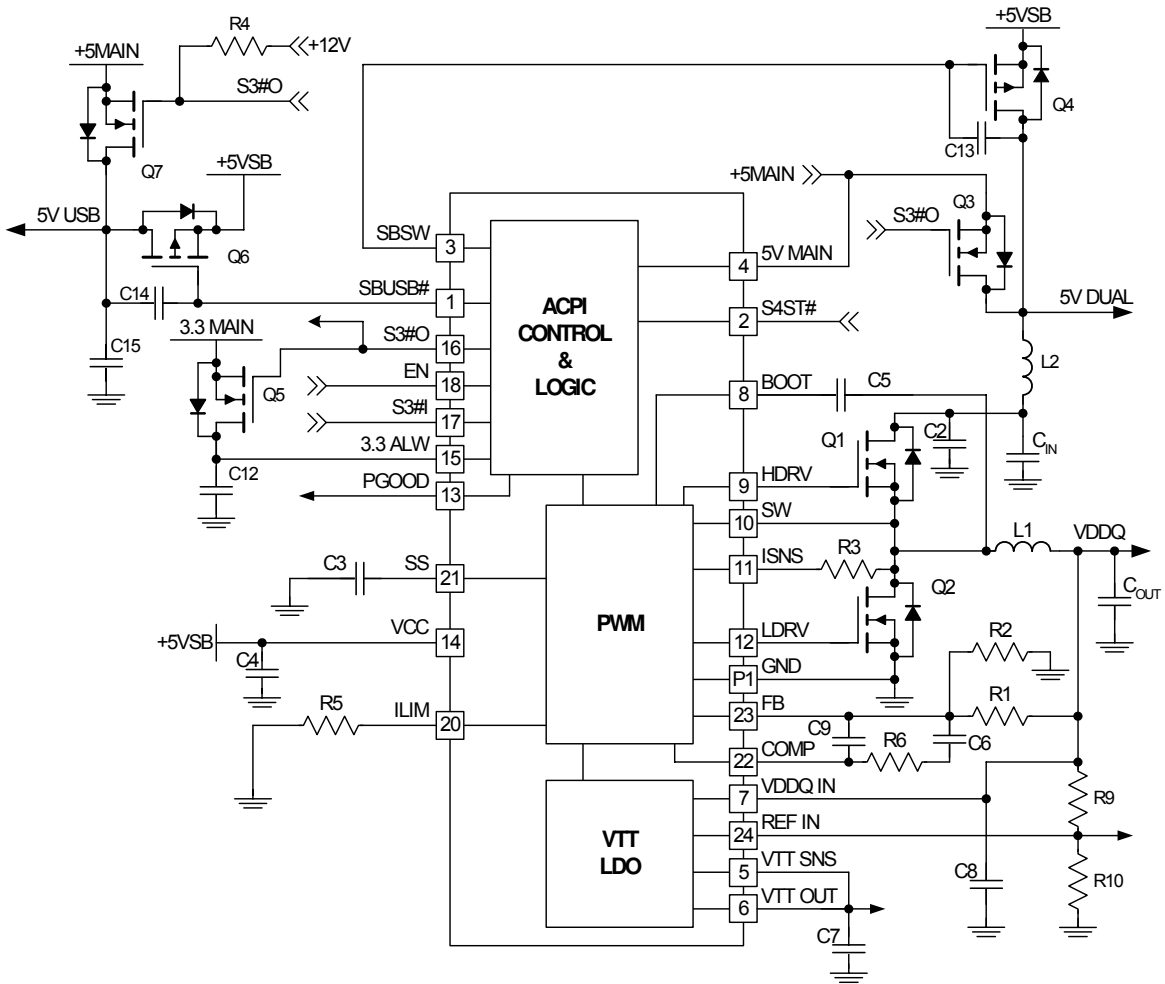 +5VSB
R4
+5MAIN
+12V
S3#O
Q7
Q4
C13
+5VSB
+5MAIN
Q3
5V USB
SBSW
S3#O
3
5V MAIN
4
Q6
C14
SBUSB#
1
ACPI
CONTROL
&
LOGIC
S4ST#
2
5V DUAL
3.3 MAIN
C15
S3#O
16
L2
Q5
EN
18
BOOT
8
C5
S3#I
17
Q1
C2
CIN
3.3 ALW
15
C12
PGOOD
13
HDRV
9
SW
10
L1
VDDQ
ISNS
11
R3
C3
SS
21
Q2
COUT
PWM
LDRV
12
VCC
14
+5VSB
C4
R2
GND
P1
R5
ILIM
20
FB
23
R1
C9
R6
C6
COMP
22
VDDQ IN
7
R9
VTT
LDO
REF IN
24
VTT SNS
5
C8
R10
VTT OUT
6
C7